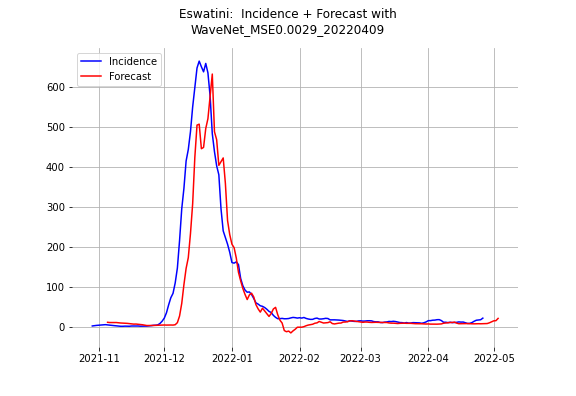 Eswatini:  Incidence + Forecast with
WaveNet_MSE0.0029_20220409
Incidence
Forecast
600
500
400
300
200
100
0
2021-11 2021-12 2022-01 2022-02 2022-03 2022-04 2022-05